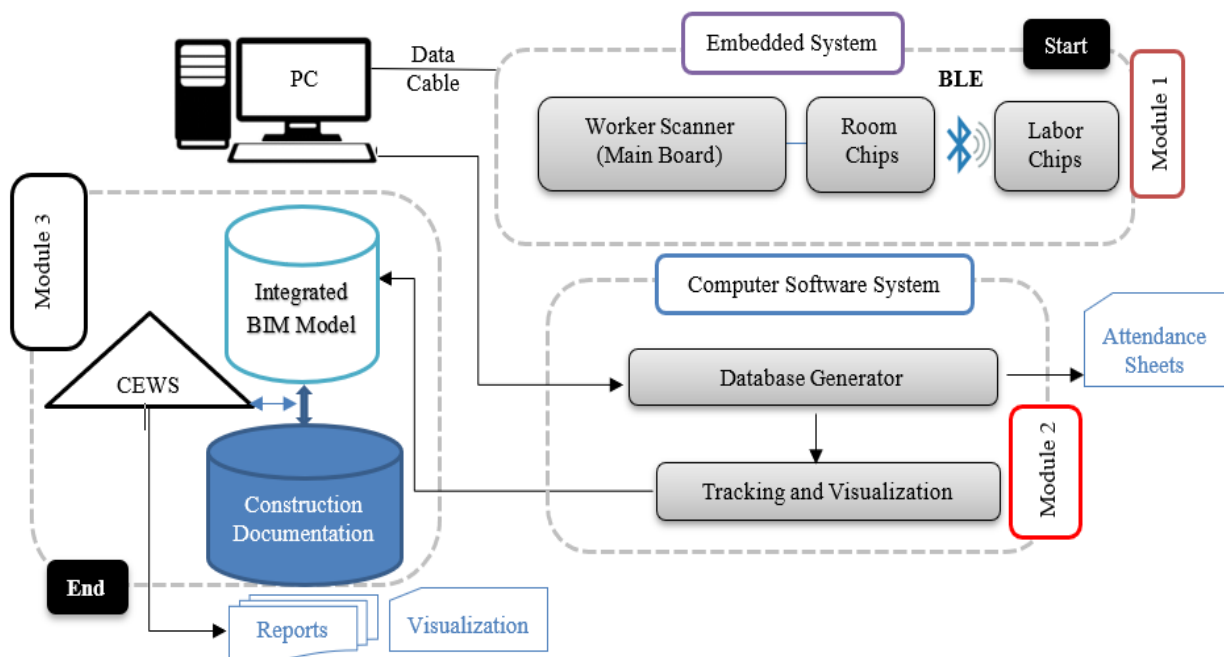 Embedded System
Start
PC
Data
Cable
BLE
Worker Scanner
(Main Board)
Room
Chips
Labor
Chips
Module 1
Module 3
Integrated
BIM Model
CEWS
Construction
Documentation
End
Reports
Visualization
Computer Software System
Database Generator
Attendance
Sheets
Tracking and Visualization
Module 2